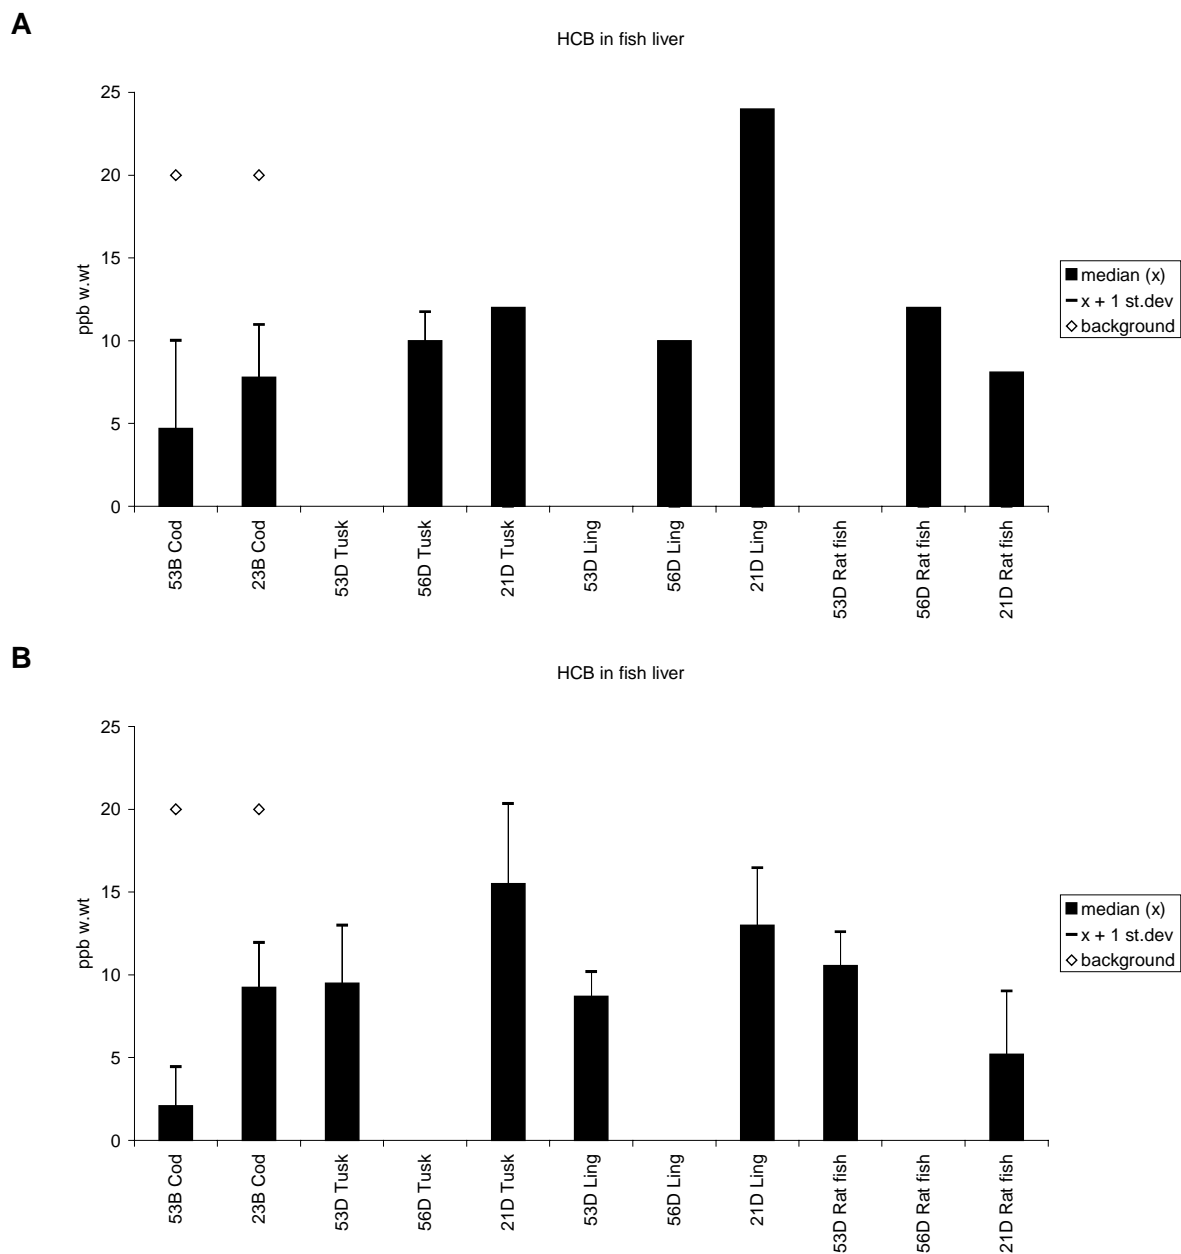 A
HCB in fish liver
25
20
15
10
5
0
ppb w.wt
53B Cod
23B Cod
53D Tusk
56D Tusk
21D Tusk
53D Ling
56D Ling
21D Ling
53D Rat fish
56D Rat fish
21D Rat fish
median (x)
x + 1 st.dev
background
B
HCB in fish liver
25
20
15
10
5
0
ppb w.wt
53B Cod
23B Cod
53D Tusk
56D Tusk
21D Tusk
53D Ling
56D Ling
21D Ling
53D Rat fish
56D Rat fish
21D Rat fish
median (x)
x + 1 st.dev
background